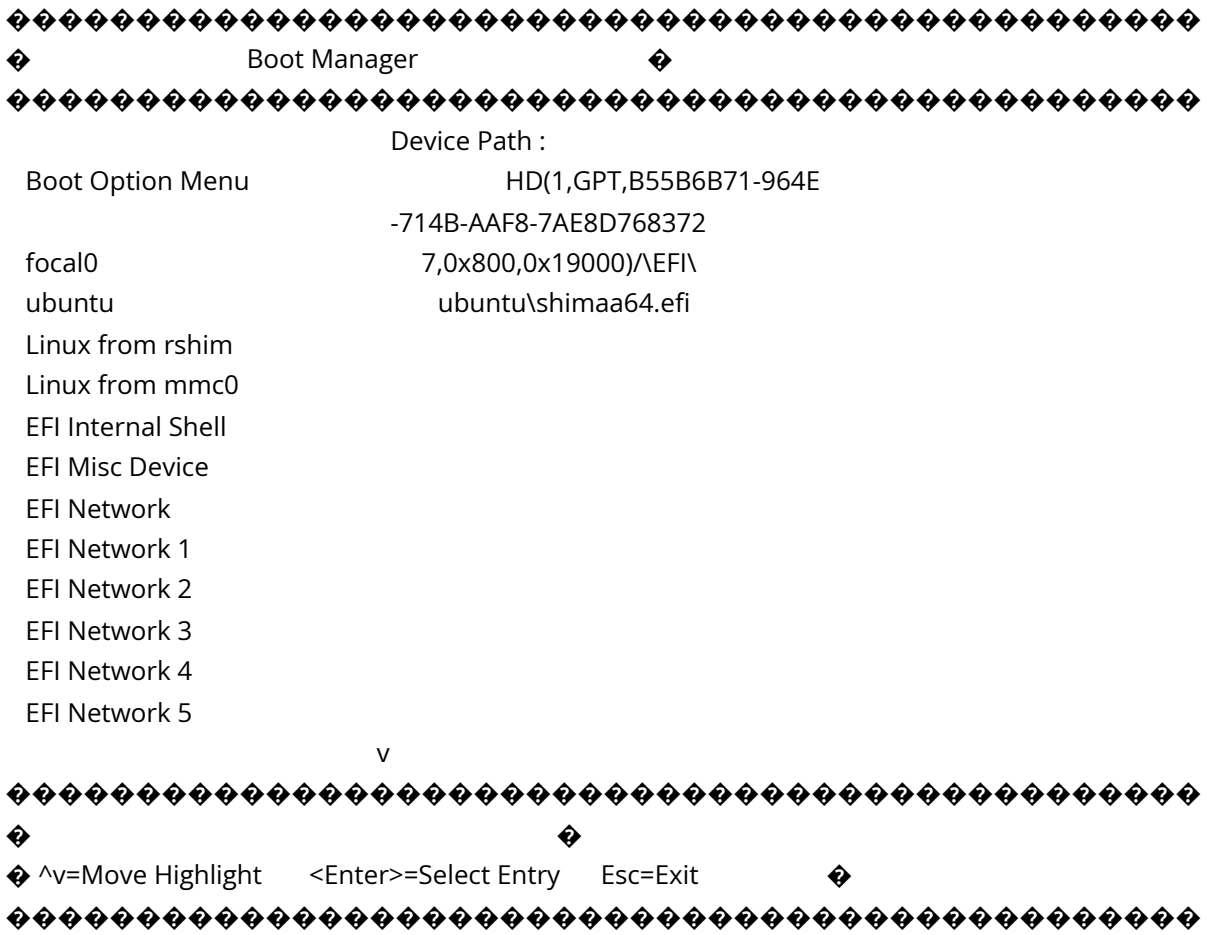 ����������������������������������������������
� Boot Manager �
����������������������������������������������
Device Path :
Boot Option Menu HD(1,GPT,B55B6B71-964E
-714B-AAF8-7AE8D768372
focal0 7,0x800,0x19000)/\EFI\
ubuntu ubuntu\shimaa64.efi
Linux from rshim
Linux from mmc0
EFI Internal Shell
EFI Misc Device
EFI Network
EFI Network 1
EFI Network 2
EFI Network 3
EFI Network 4
EFI Network 5
v
����������������������������������������������
� �
� ^v=Move Highlight <Enter>=Select Entry Esc=Exit �
����������������������������������������������